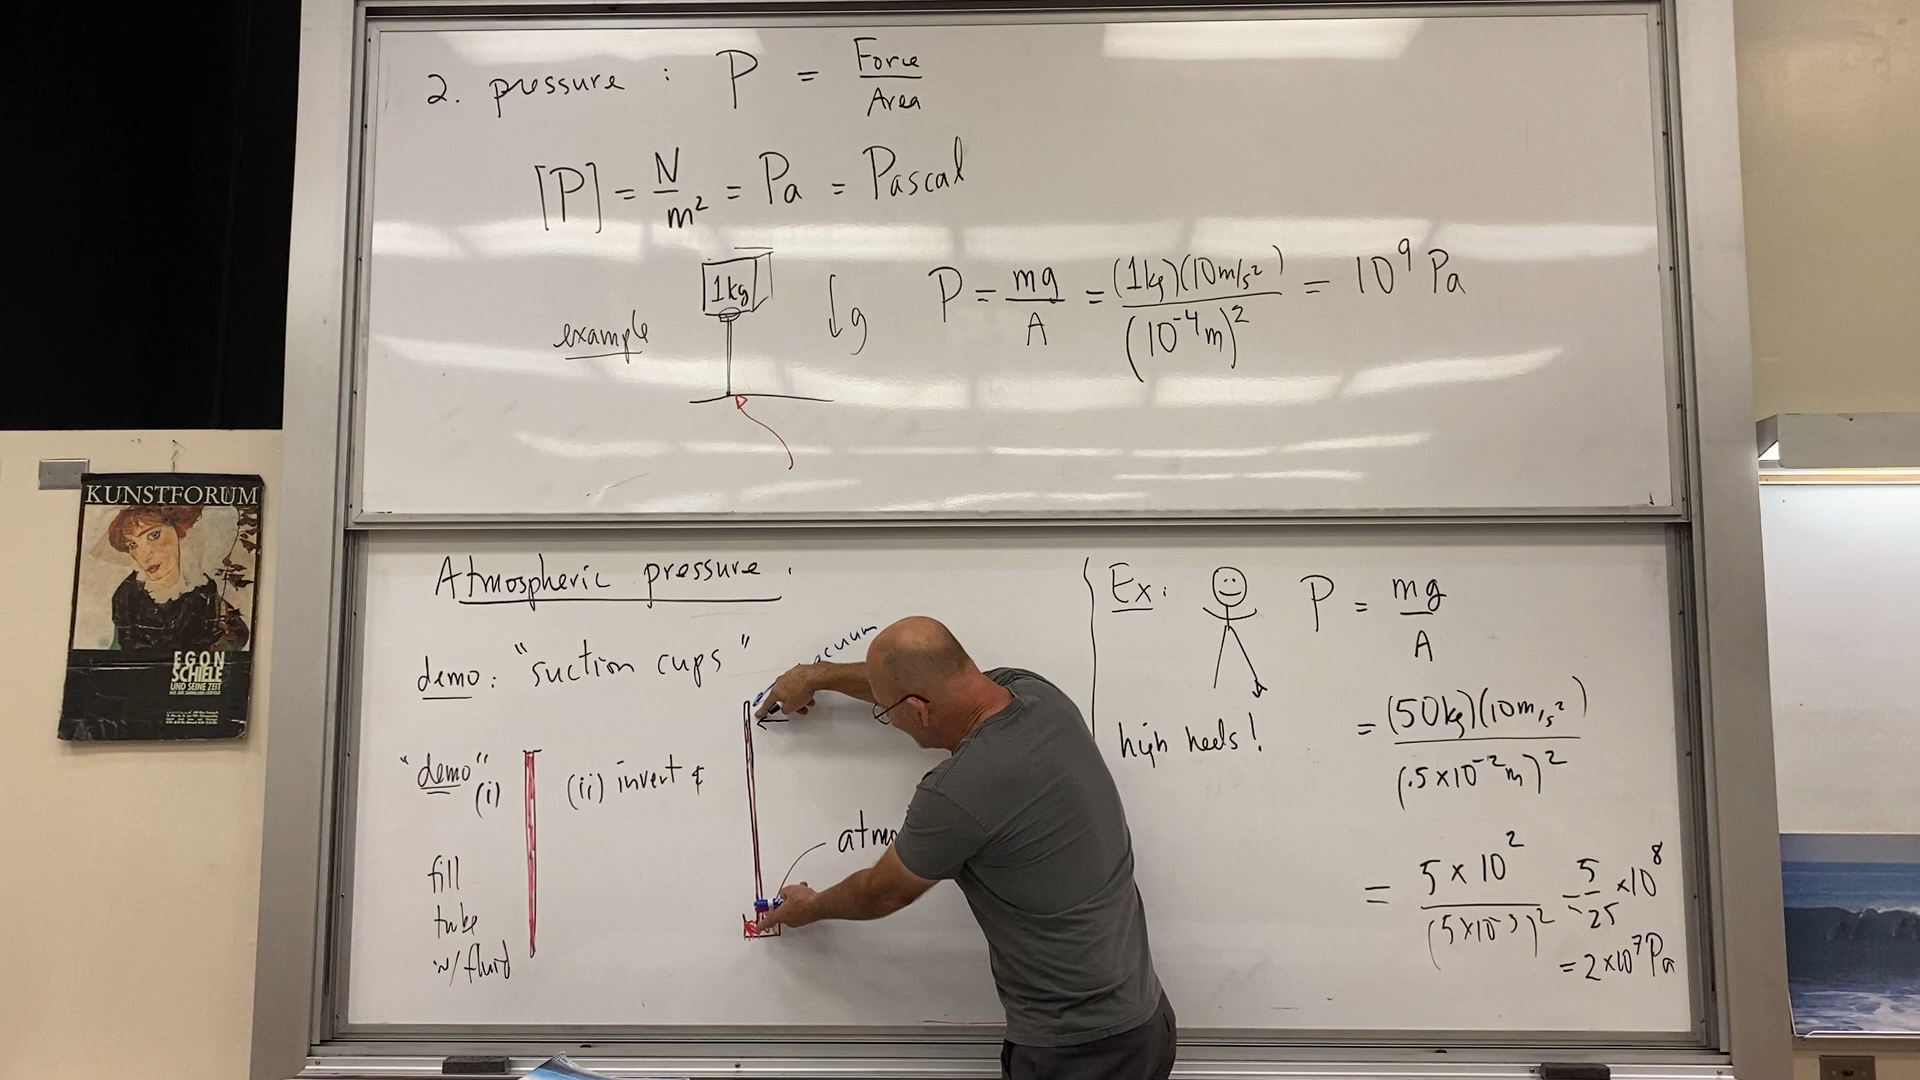 2. pressure : P = Force / Area
[P] = N / m² = Pa = Pascal
1kg
example
↓g
P = mg / A = (1kg)(10m/s²) / (10⁻⁴m)² = 10⁹ Pa
KUNSTFORUM
EGON
SCHIELE
UND SEINE ZEIT
Atmospheric pressure.
demo: "suction cups"
"demo"
(i)
fill
tube
w/fluid
(ii) invert &
atmo
Ex:
high heels!
P = mg / A
= (50kg)(10m/s²) / (.5×10⁻²m)²
= 5×10² / (5×10⁻³)² = 5/25 ×10⁸
= 2×10⁷Pa